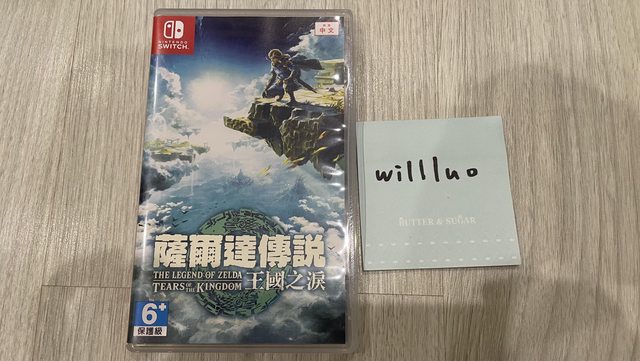 NINTENDO
SWITCH
中文
薩爾達傳說
THE LEGEND OF ZELDA
TEARS OF THE KINGDOM
王國之淚
6+
保護級
willluo
BUTTER & SUGAR